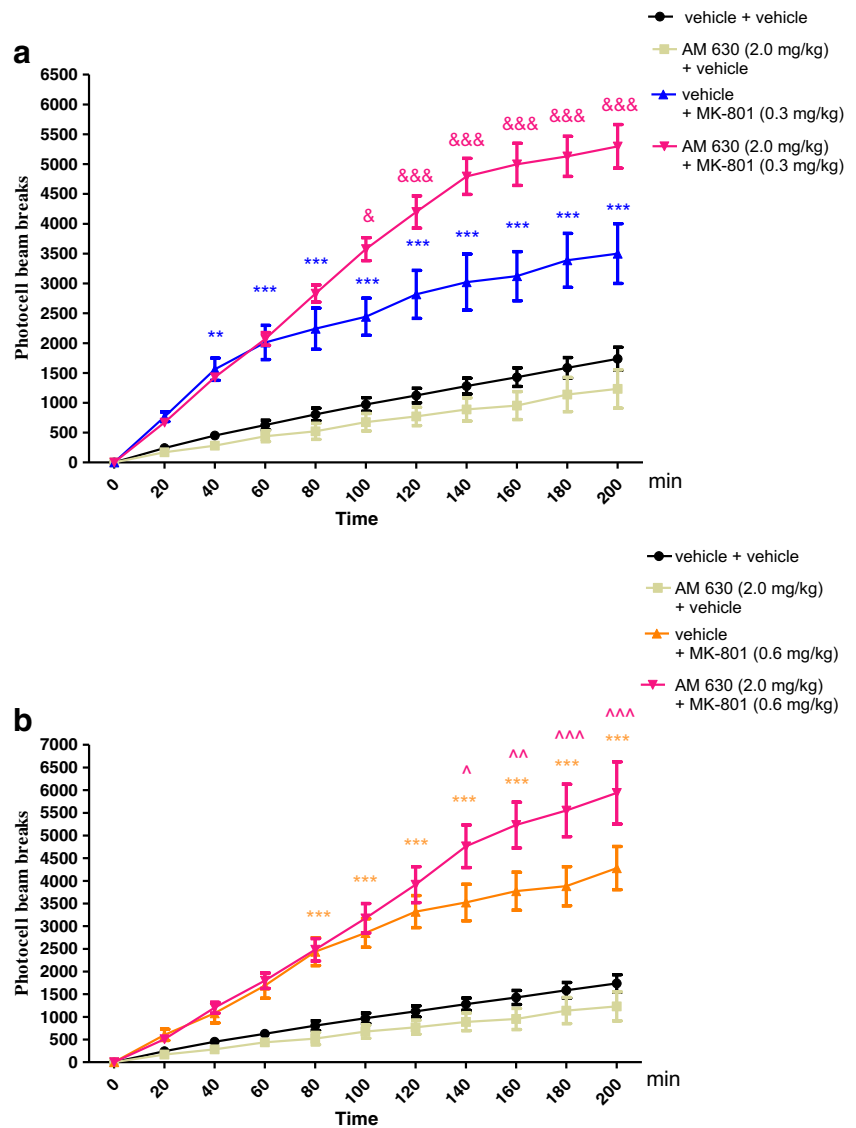 vehicle + vehicle
AM 630 (2.0 mg/kg)
+ vehicle
vehicle
+ MK-801 (0.3 mg/kg)
AM 630 (2.0 mg/kg)
+ MK-801 (0.3 mg/kg)
a
Photocell beam breaks
6500
6000
5500
5000
4500
4000
3500
3000
2500
2000
1500
1000
500
0
&&& &&& &&& &&& &&& &
** *** *** *** *** *** *** *** ***
0 20 40 60 80 100 120 140 160 180 200 min
Time
vehicle + vehicle
AM 630 (2.0 mg/kg)
+ vehicle
vehicle
+ MK-801 (0.6 mg/kg)
AM 630 (2.0 mg/kg)
+ MK-801 (0.6 mg/kg)
b
Photocell beam breaks
7000
6500
6000
5500
5000
4500
4000
3500
3000
2500
2000
1500
1000
500
0
^ ^^ ^^^ ^^^
*** *** *** *** *** *** ***
0 20 40 60 80 100 120 140 160 180 200 min
Time